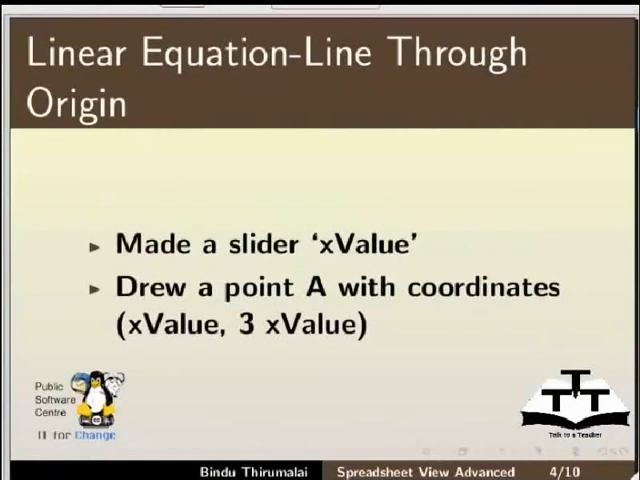 Linear Equation-Line Through
Origin
Made a slider ‘xValue’
Drew a point A with coordinates
(xValue, 3 xValue)
Public
Software
Centre
IT for Change
TTT
Talk to a Teacher
Bindu Thirumalai
Spreadsheet View Advanced
4/10